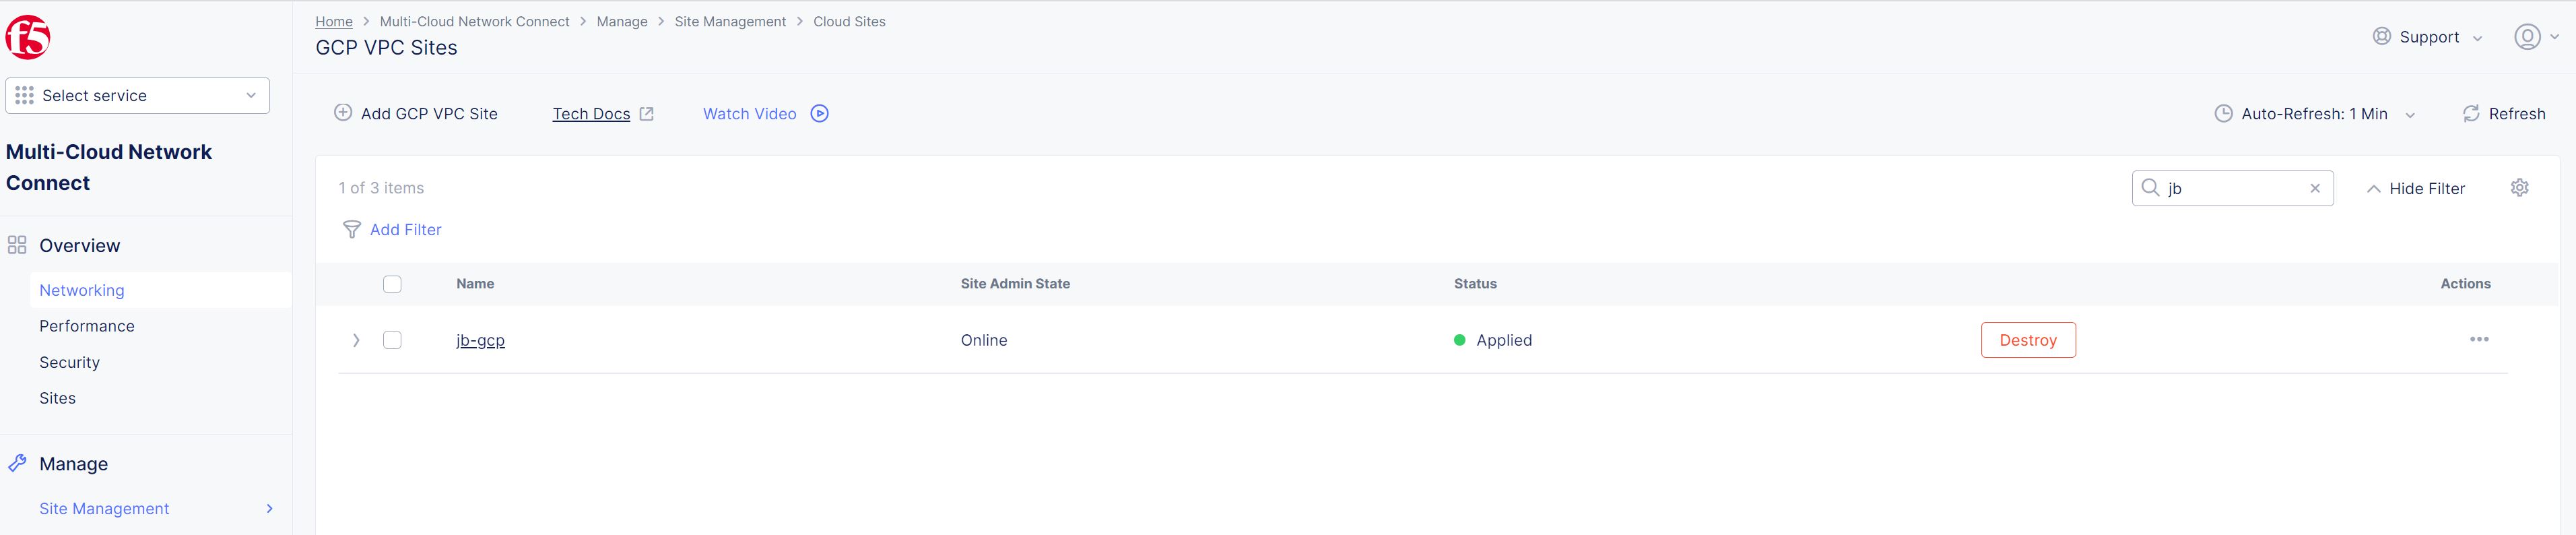 f5
Home > Multi-Cloud Network Connect > Manage > Site Management > Cloud Sites
GCP VPC Sites
Support
Select service
Add GCP VPC Site
Tech Docs
Watch Video
Auto-Refresh: 1 Min
Refresh
Multi-Cloud Network
Connect
1 of 3 items
jb
Hide Filter
Add Filter
Overview
Networking
Performance
Security
Sites
Manage
Site Management
Name Site Admin State Status Actions
jb-gcp Online Applied Destroy